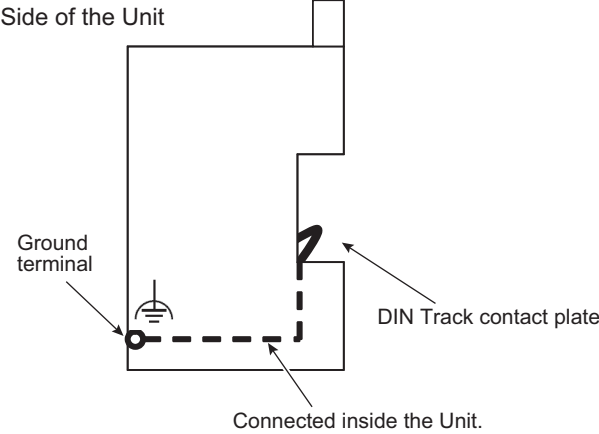 Side of the Unit
Ground
terminal
DIN Track contact plate
Connected inside the Unit.